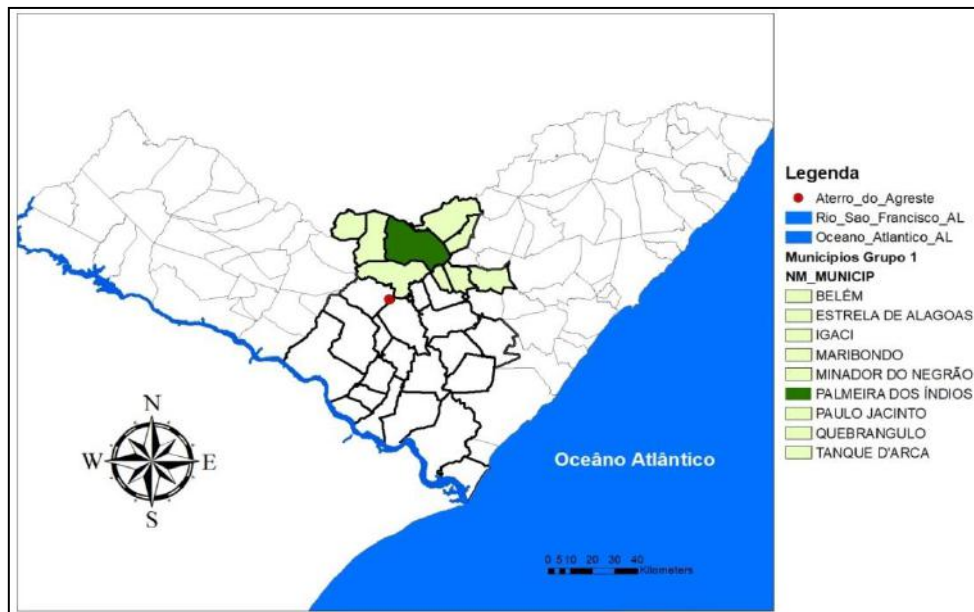 Legenda
Aterro_do_Agreste
Rio_Sao_Francisco_AL
Oceano_Atlantico_AL
Municipios Grupo 1
NM_MUNICIP
BELÉM
ESTRELA DE ALAGOAS
IGACI
MARIBONDO
MINADOR DO NEGRÃO
PALMEIRA DOS ÍNDIOS
PAULO JACINTO
QUEBRANGULO
TANQUE D'ARCA
N
W E
S
Oceâno Atlântico
0 5 10 20 30 40
Kilometers